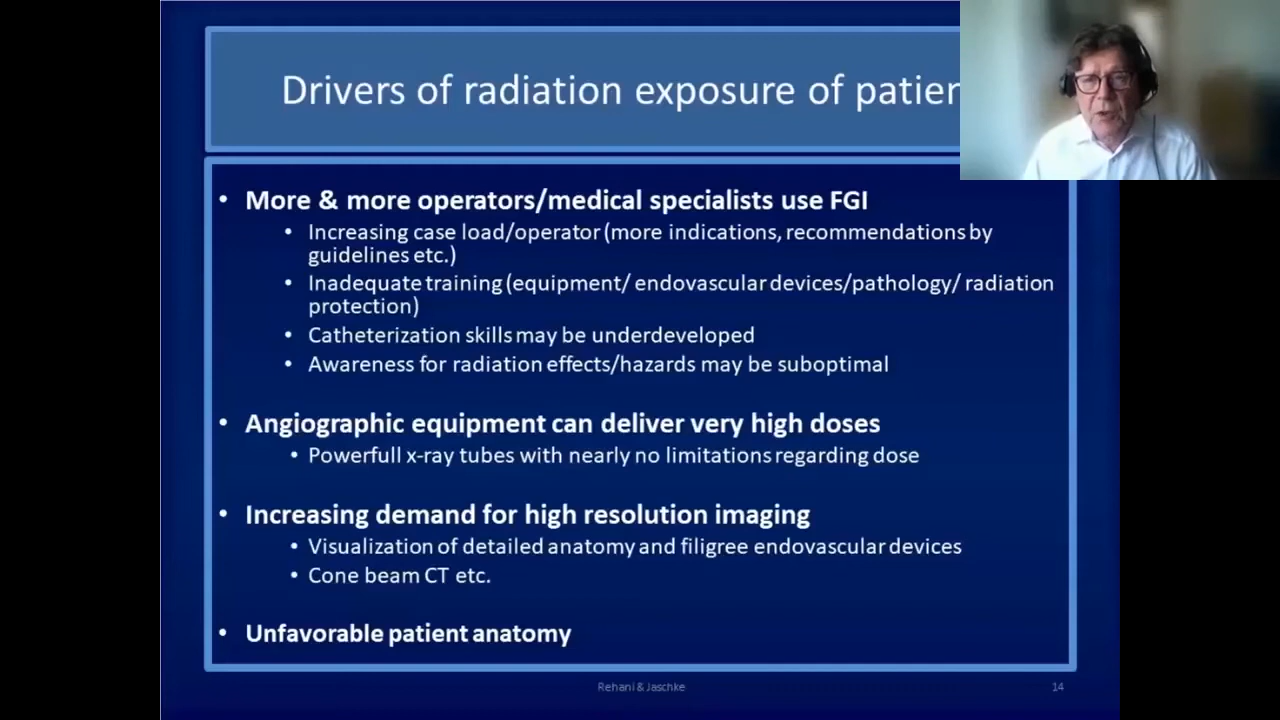 Drivers of radiation exposure of patien
• More & more operators/medical specialists use FGI
• Increasing case load/operator (more indications, recommendations by
guidelines etc.)
• Inadequate training (equipment/ endovascular devices/pathology/ radiation
protection)
• Catheterization skills may be underdeveloped
• Awareness for radiation effects/hazards may be suboptimal
• Angiographic equipment can deliver very high doses
• Powerfull x-ray tubes with nearly no limitations regarding dose
• Increasing demand for high resolution imaging
• Visualization of detailed anatomy and filigree endovascular devices
• Cone beam CT etc.
• Unfavorable patient anatomy
Rehani & Jaschke
14